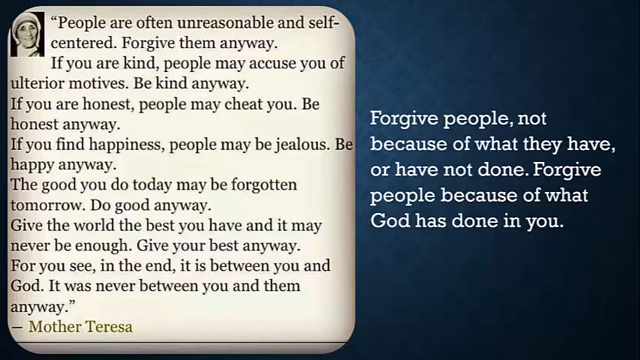 “People are often unreasonable and self-
centered. Forgive them anyway.
If you are kind, people may accuse you of
ulterior motives. Be kind anyway.
If you are honest, people may cheat you. Be
honest anyway.
If you find happiness, people may be jealous. Be
happy anyway.
The good you do today may be forgotten
tomorrow. Do good anyway.
Give the world the best you have and it may
never be enough. Give your best anyway.
For you see, in the end, it is between you and
God. It was never between you and them
anyway.”
― Mother Teresa
Forgive people, not
because of what they have,
or have not done. Forgive
people because of what
God has done in you.